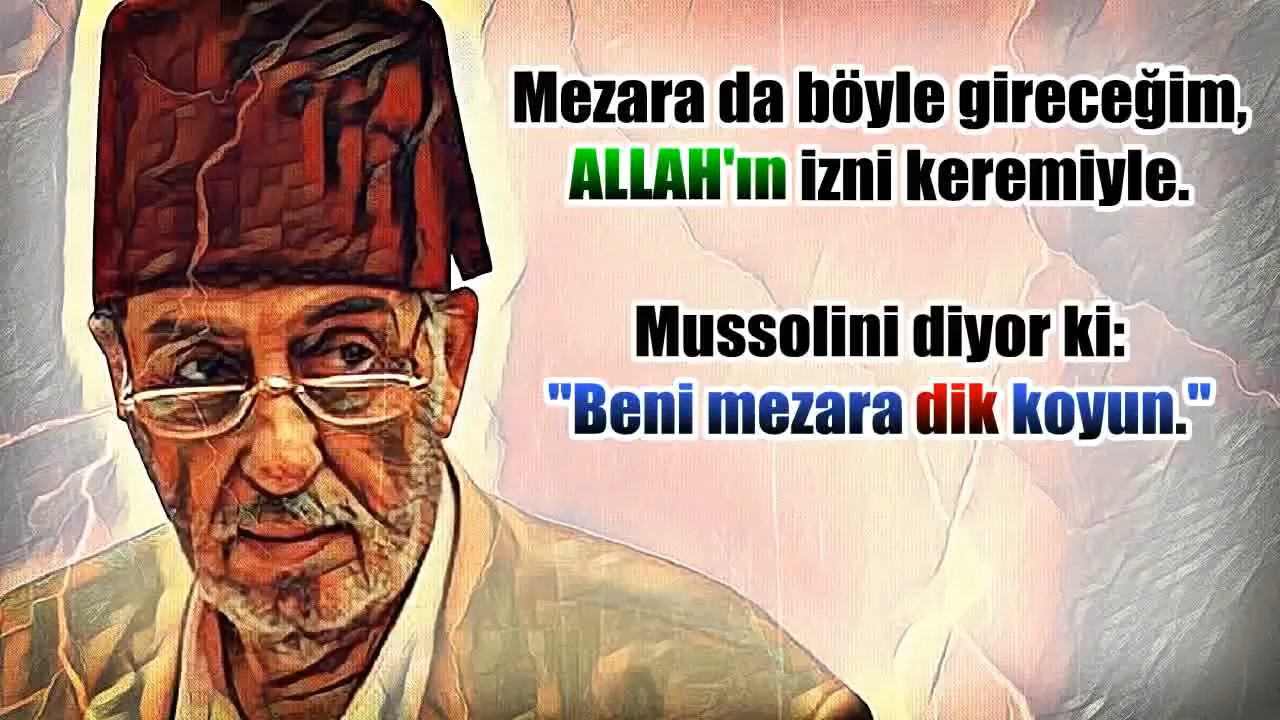 Mezara da böyle gireceğim,
ALLAH'ın izni keremiyle.
Mussolini diyor ki:
"Beni mezara dik koyun."